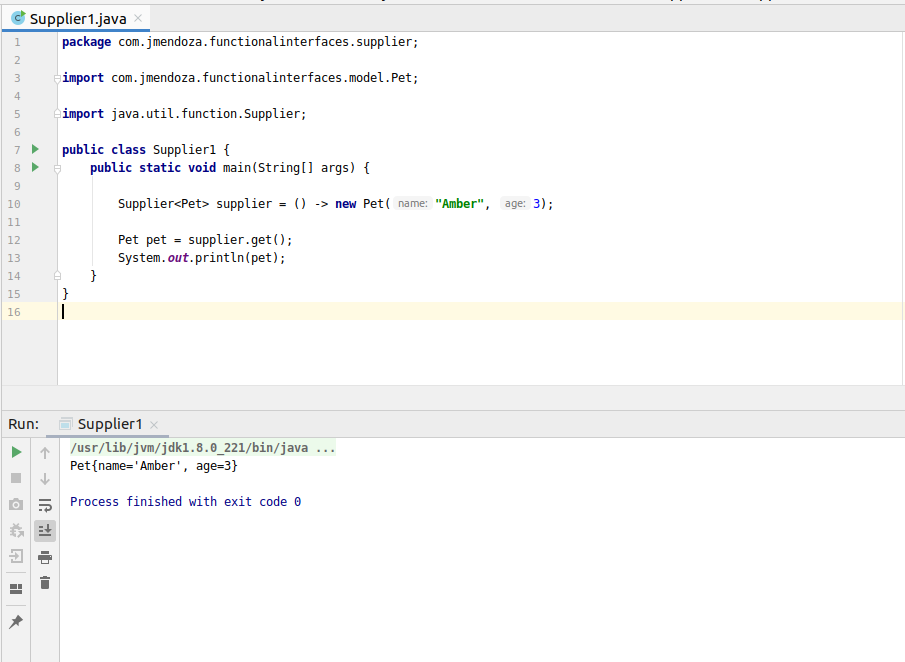 Supplier1.java
1 package com.jmendoza.functionalinterfaces.supplier;
2
3 import com.jmendoza.functionalinterfaces.model.Pet;
4
5 import java.util.function.Supplier;
6
7 public class Supplier1 {
8 public static void main(String[] args) {
9
10 Supplier<Pet> supplier = () -> new Pet( name: "Amber", age: 3);
11
12 Pet pet = supplier.get();
13 System.out.println(pet);
14 }
15 }
16
Run: Supplier1
/usr/lib/jvm/jdk1.8.0_221/bin/java ...
Pet{name='Amber', age=3}
Process finished with exit code 0